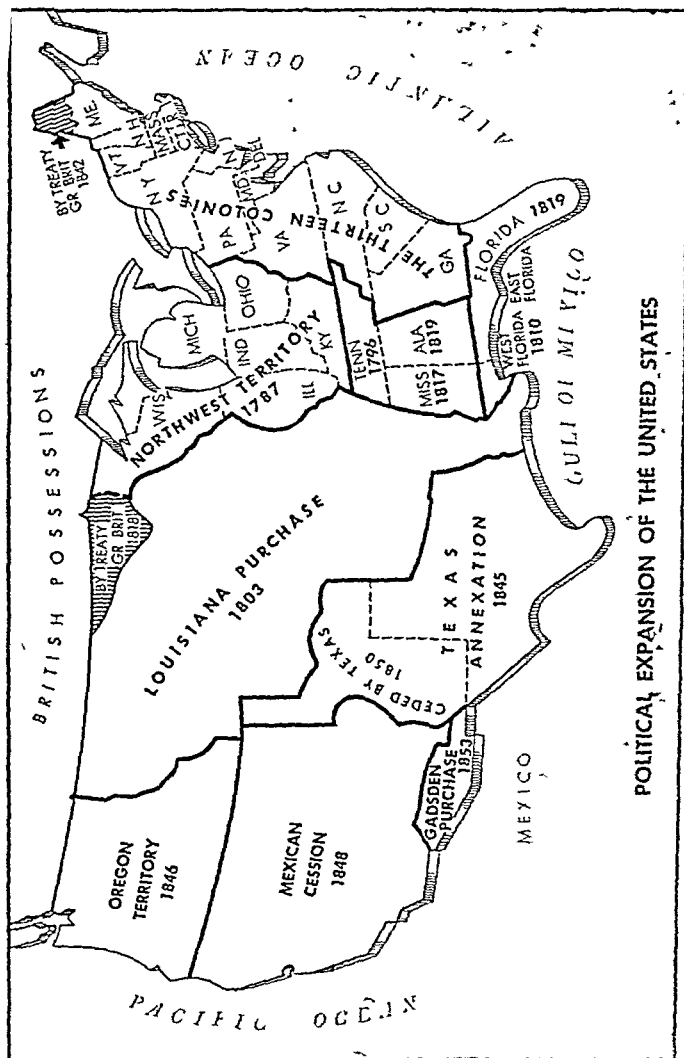 BRITISH POSSESSIONS
BY TREATY
GR BRIT
1842
ME.
VT
N H
MASS
CT
R
N Y
PA
N J
MD
DEL
VA
N C
S C
GA
THE THIRTEEN COLONIES
ATLANTIC OCEAN
MICH
WIS
OHIO
IND
ILL
KY
NORTHWEST TERRITORY
1787
TENN
1796
MISS
1817
ALA
1819
FLORIDA 1819
WEST
FLORIDA
1810
EAST
FLORIDA
BY TREATY
GR BRIT
1818
LOUISIANA PURCHASE
1803
OREGON
TERRITORY
1846
MEXICAN
CESSION
1848
CEDED BY TEXAS
1850
TEXAS
ANNEXATION
1845
GADSDEN
PURCHASE
1853
MEXICO
PACIFIC OCEAN
POLITICAL EXPANSION OF THE UNITED STATES